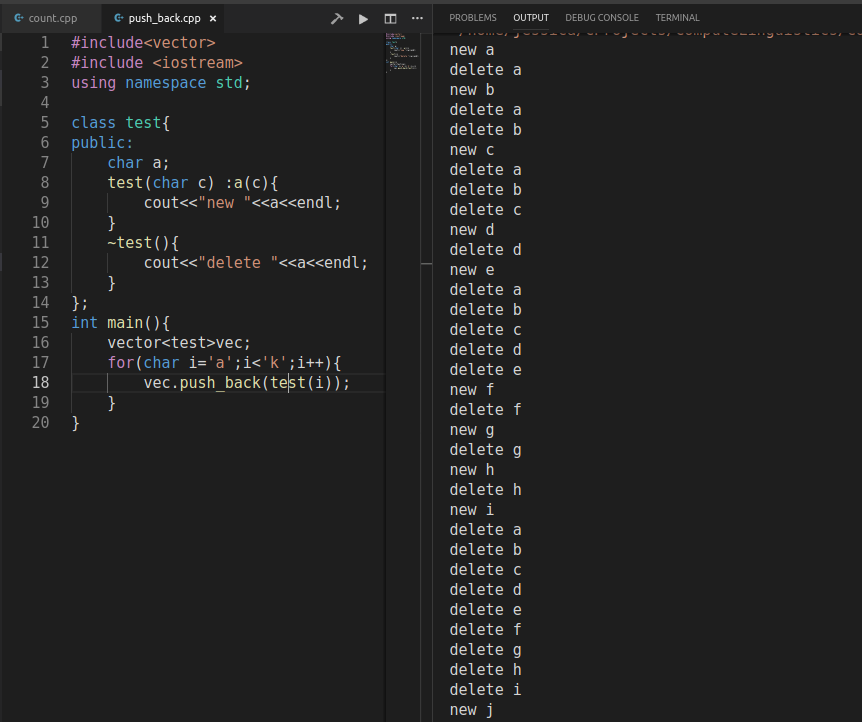 count.cpp push_back.cpp
PROBLEMS OUTPUT DEBUG CONSOLE TERMINAL
1 #include<vector>
2 #include <iostream>
3 using namespace std;
4
5 class test{
6 public:
7 char a;
8 test(char c) :a(c){
9 cout<<"new "<<a<<endl;
10 }
11 ~test(){
12 cout<<"delete "<<a<<endl;
13 }
14 };
15 int main(){
16 vector<test>vec;
17 for(char i='a';i<'k';i++){
18 vec.push_back(test(i));
19 }
20 }
new a
delete a
new b
delete a
delete b
new c
delete a
delete b
delete c
new d
delete d
new e
delete a
delete b
delete c
delete d
delete e
new f
delete f
new g
delete g
new h
delete h
new i
delete a
delete b
delete c
delete d
delete e
delete f
delete g
delete h
delete i
new j